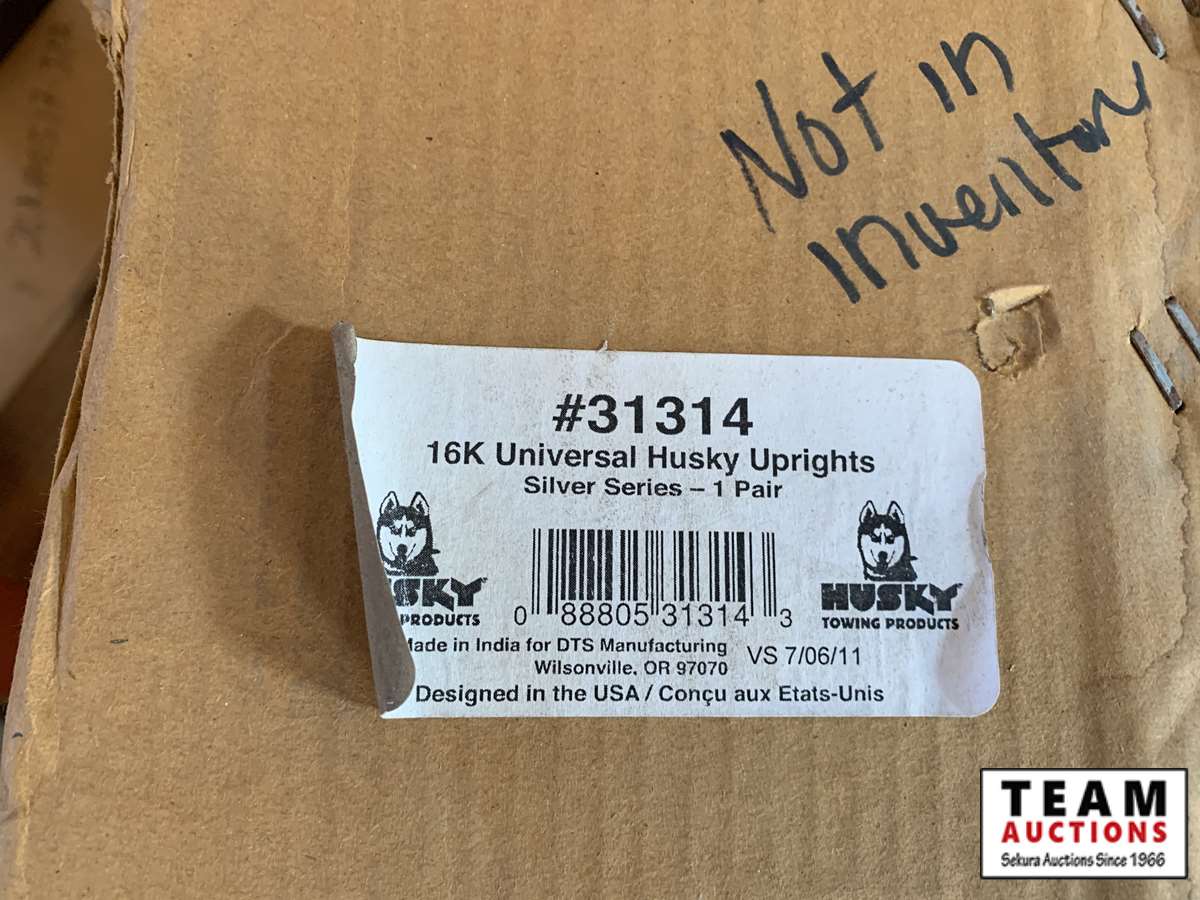 Not in
inventory
#31314
16K Universal Husky Uprights
Silver Series – 1 Pair
HUSKY
TOWING PRODUCTS
SKY
PRODUCTS
0 88805 31314 3
Made in India for DTS Manufacturing
Wilsonville, OR 97070
VS 7/06/11
Designed in the USA / Conçu aux Etats-Unis
TEAM
AUCTIONS
Sekura Auctions Since 1966